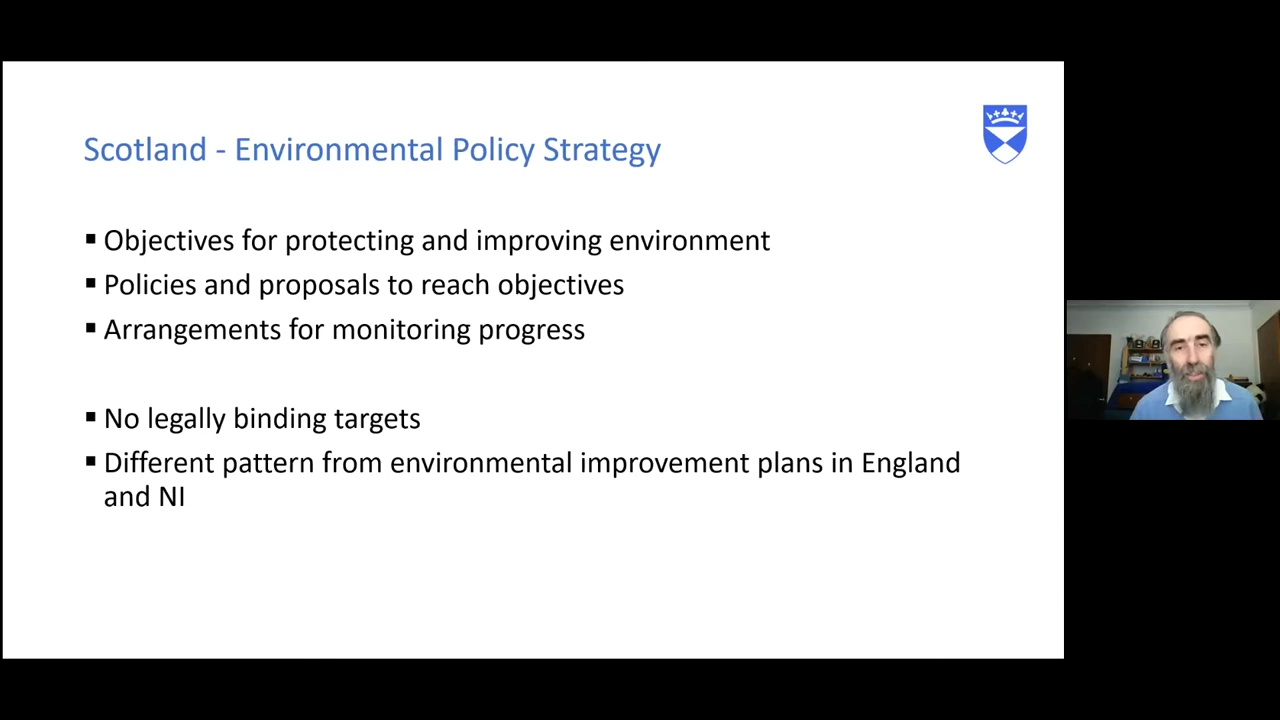 Scotland - Environmental Policy Strategy
▪ Objectives for protecting and improving environment
▪ Policies and proposals to reach objectives
▪ Arrangements for monitoring progress
▪ No legally binding targets
▪ Different pattern from environmental improvement plans in England
and NI